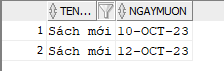 TEN... NGAYMUON
1 Sách mới 10-OCT-23
2 Sách mới 12-OCT-23